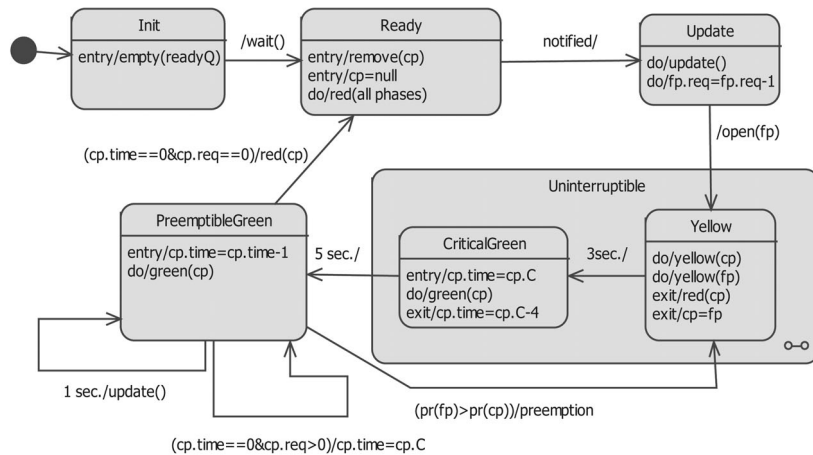 Init
entry/empty(readyQ)
/wait()
Ready
entry/remove(cp)
entry/cp=null
do/red(all phases)
notified/
Update
do/update()
do/fp.req=fp.req-1
/open(fp)
(cp.time==0&cp.req==0)/red(cp)
Uninterruptible
PreemptibleGreen
entry/cp.time=cp.time-1
do/green(cp)
5 sec./
CriticalGreen
entry/cp.time=cp.C
do/green(cp)
exit/cp.time=cp.C-4
3sec./
Yellow
do/yellow(cp)
do/yellow(fp)
exit/red(cp)
exit/cp=fp
1 sec./update()
(pr(fp)>pr(cp))/preemption
(cp.time==0&cp.req>0)/cp.time=cp.C